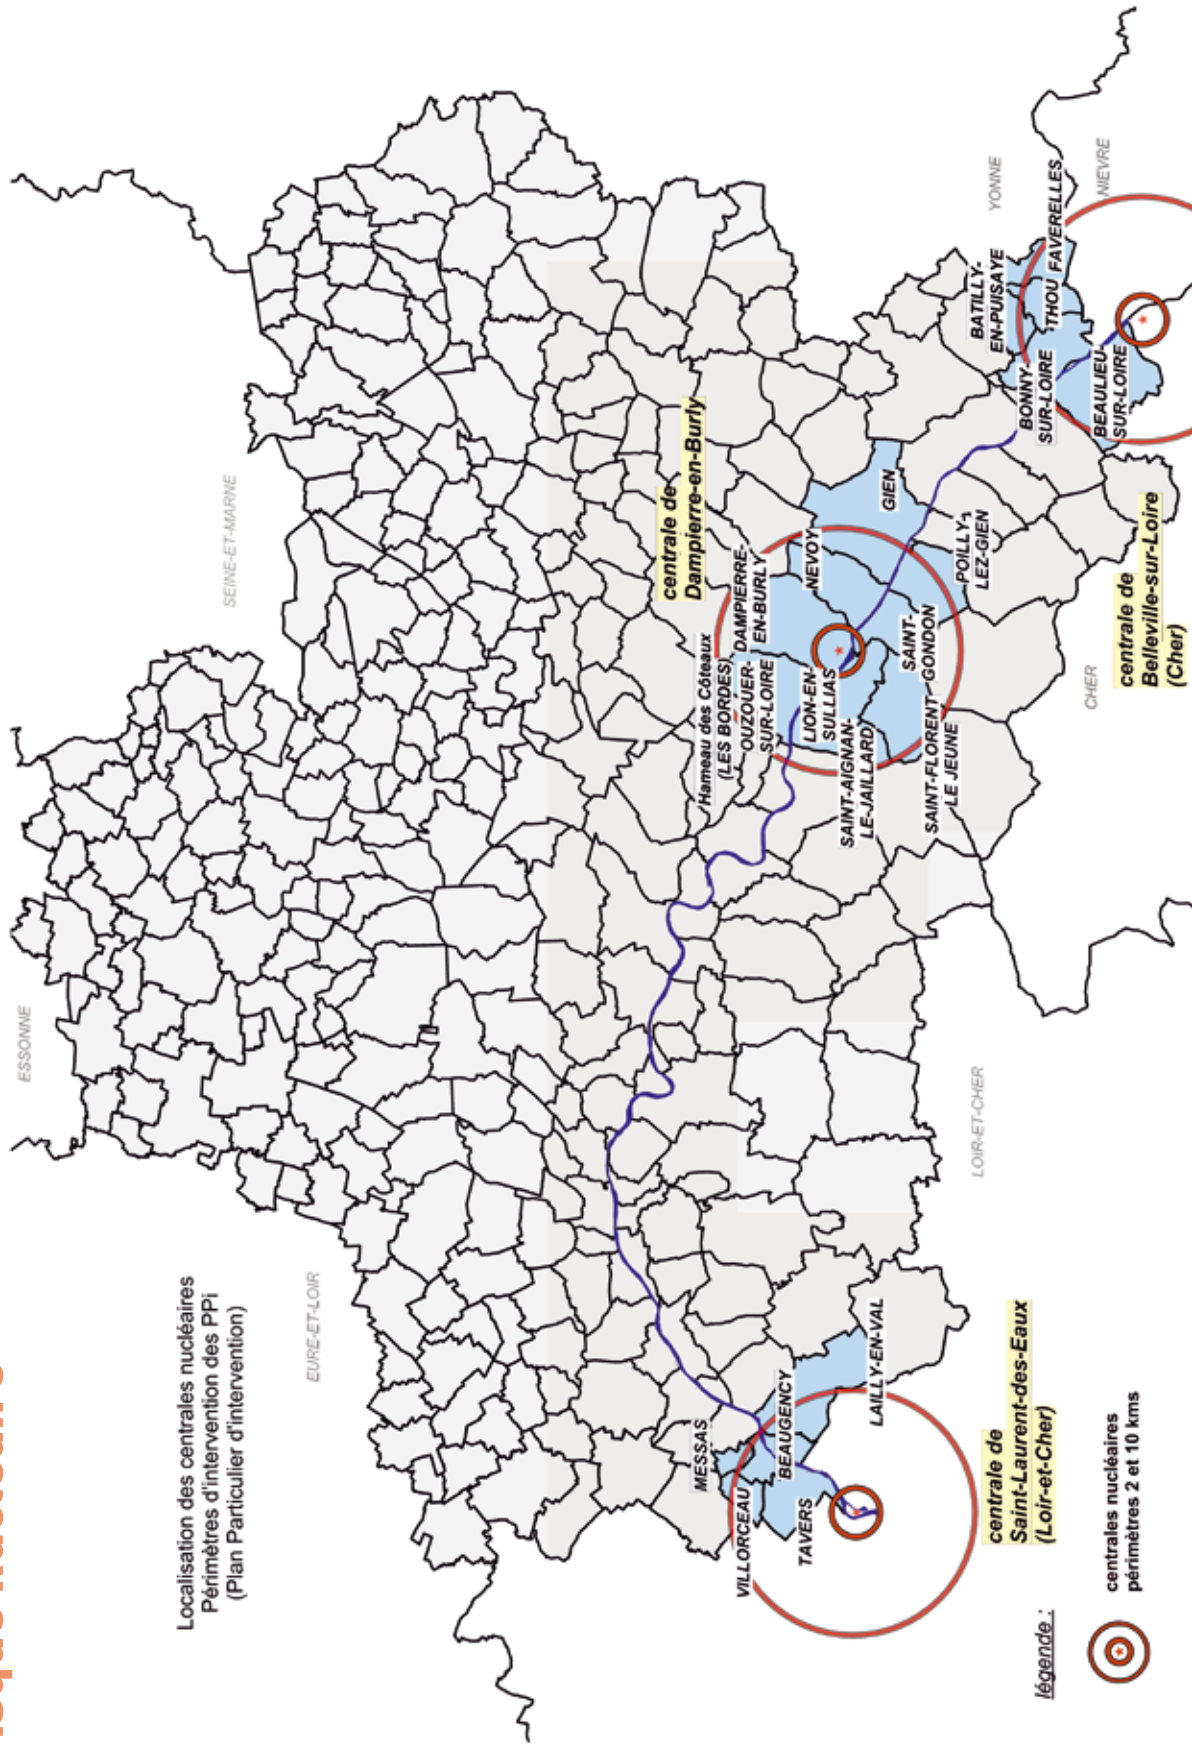 Localisation des centrales nucléaires
Périmètres d'intervention des PPi
(Plan Particulier d'intervention)
ESSONNE
SEINE-ET-MARNE
EURE-ET-LOIR
YONNE
NIEVRE
CHER
LOIR-ET-CHER
MESSAS
VILLORCEAU
BEAUGENCY
TAVERS
LAILLY-EN-VAL
centrale de
Saint-Laurent-des-Eaux
(Loir-et-Cher)
centrale de
Dampierre-en-Burly
Hameau des Côteaux
(LES BORDES)
DAMPIERRE-
EN-BURLY
OUZOUER-
SUR-LOIRE
NEVOY
GIEN
LION-EN-
SULLIAS
SAINT-AIGNAN-
LE-JAILLARD
SAINT-
GONDON
SAINT-FLORENT
LE JEUNE
POILLY-
LEZ-GIEN
BATILLY-
EN-PUISAYE
THOU
FAVERELLES
BONNY-
SUR-LOIRE
BEAULIEU-
SUR-LOIRE
centrale de
Belleville-sur-Loire
(Cher)
légende :
centrales nucléaires
périmètres 2 et 10 kms